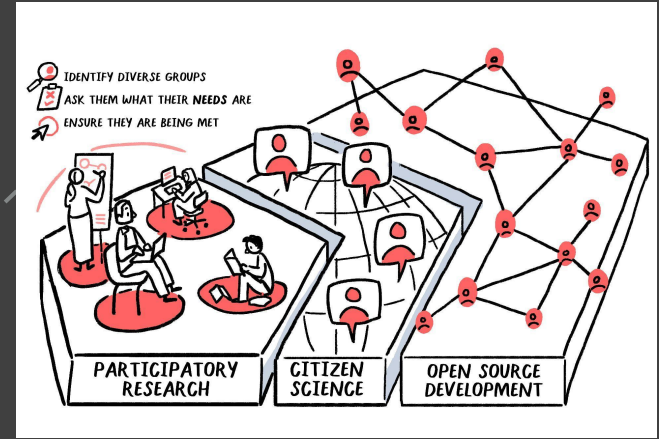 IDENTIFY DIVERSE GROUPS
ASK THEM WHAT THEIR NEEDS ARE
ENSURE THEY ARE BEING MET
PARTICIPATORY
RESEARCH
CITIZEN
SCIENCE
OPEN SOURCE
DEVELOPMENT